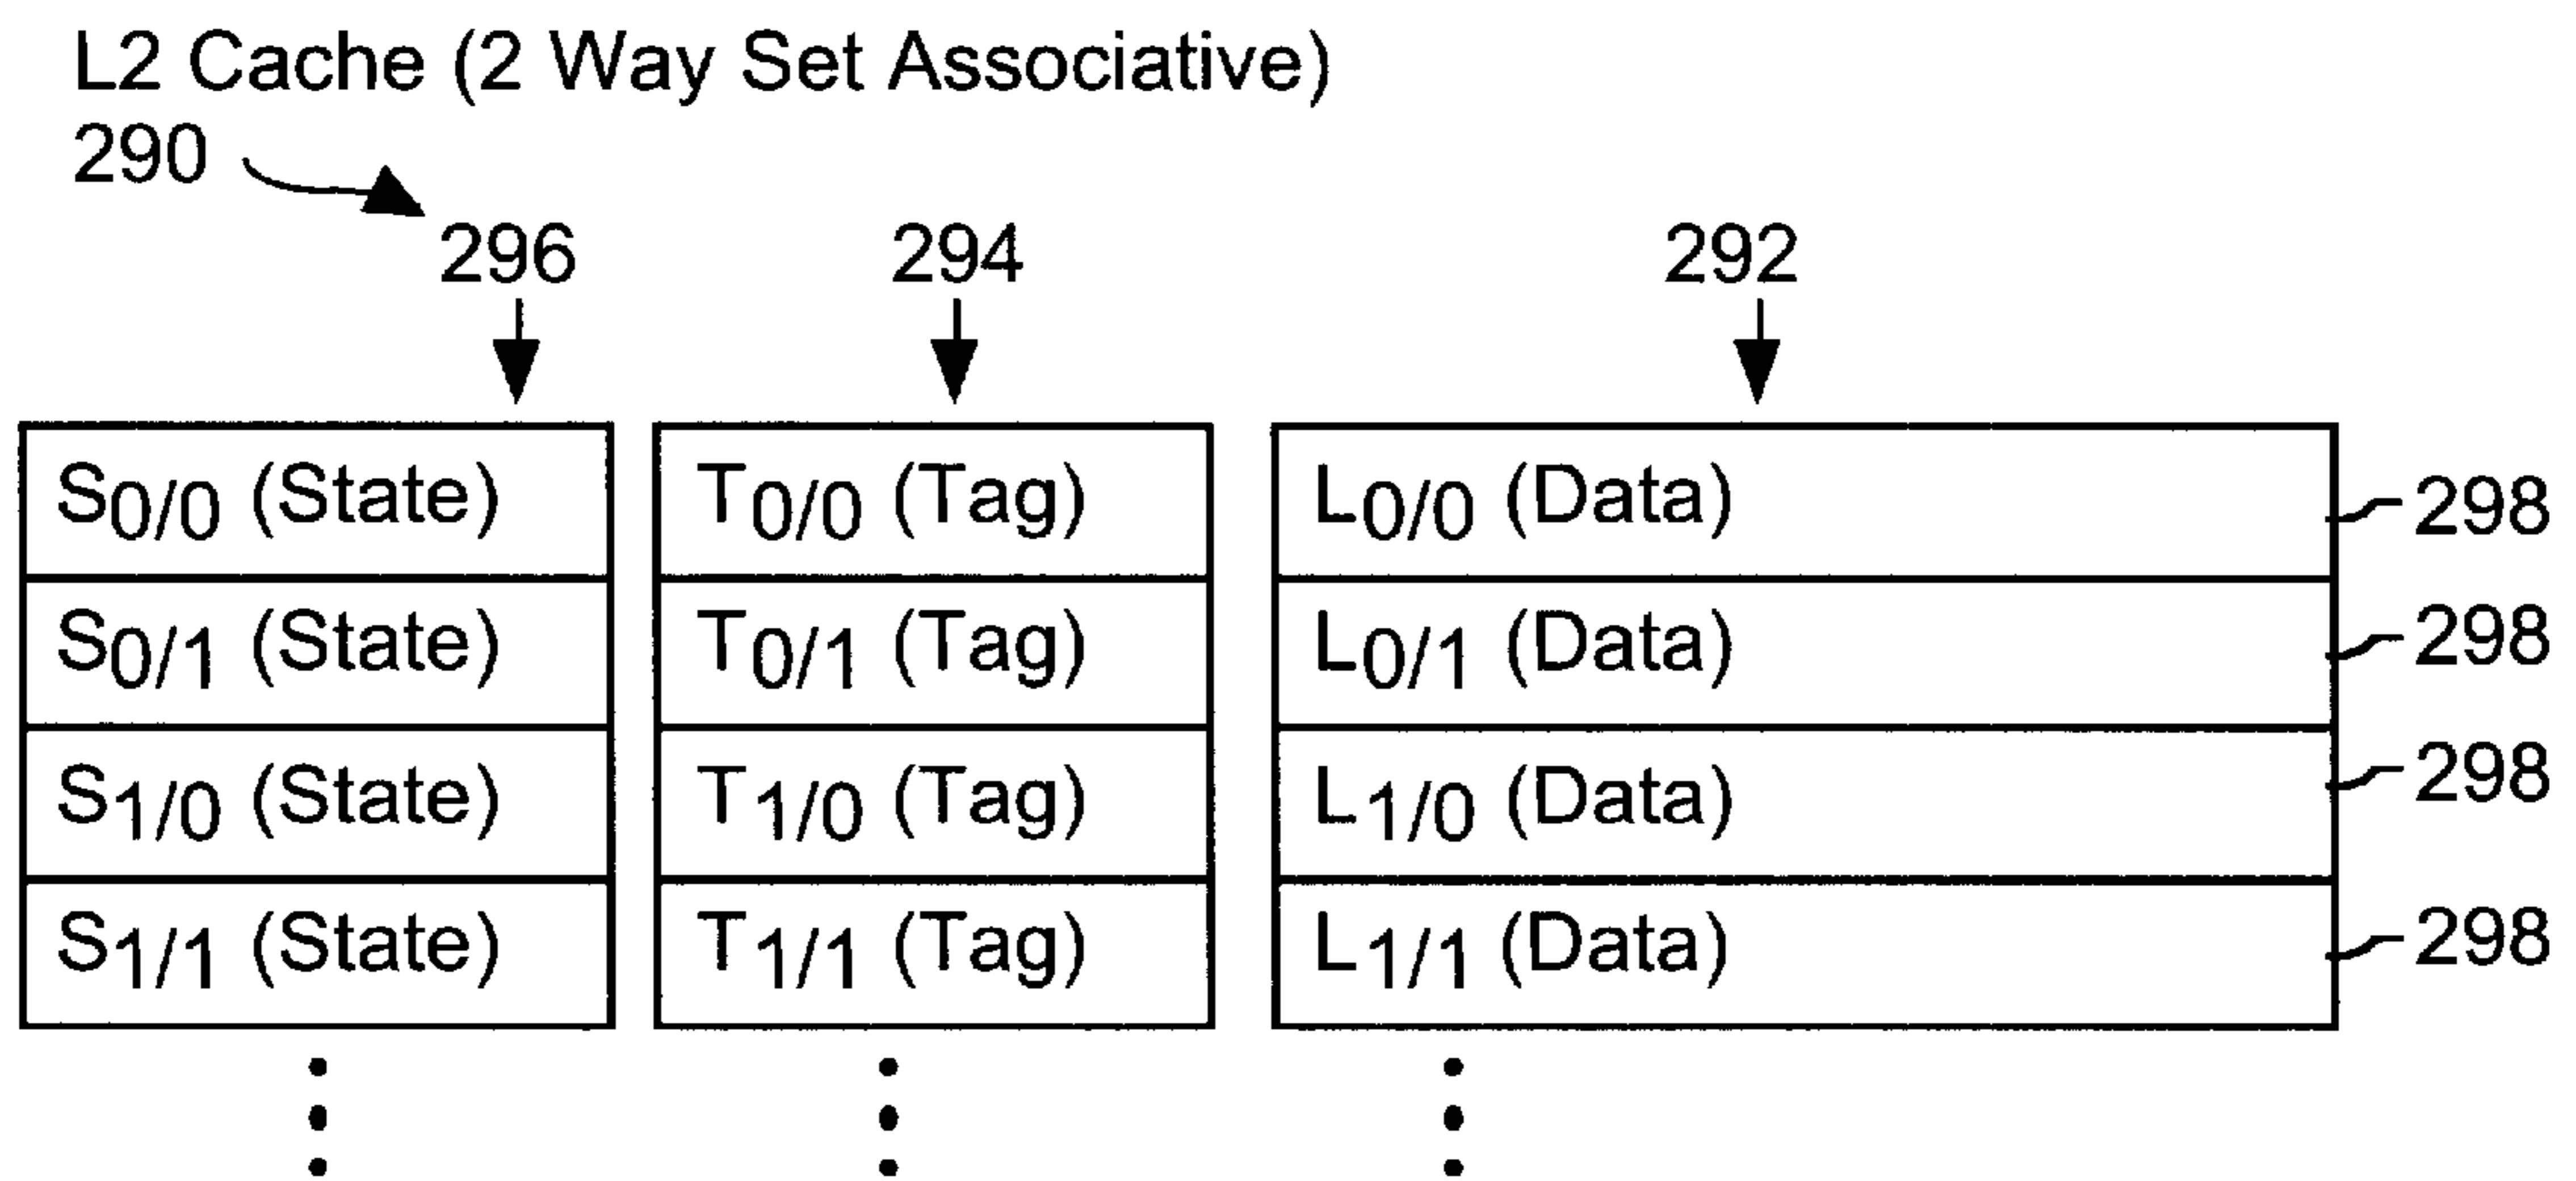 L2 Cache (2 Way Set Associative)
290
296 294 292
S0/0 (State) T0/0 (Tag) L0/0 (Data) 298
S0/1 (State) T0/1 (Tag) L0/1 (Data) 298
S1/0 (State) T1/0 (Tag) L1/0 (Data) 298
S1/1 (State) T1/1 (Tag) L1/1 (Data) 298